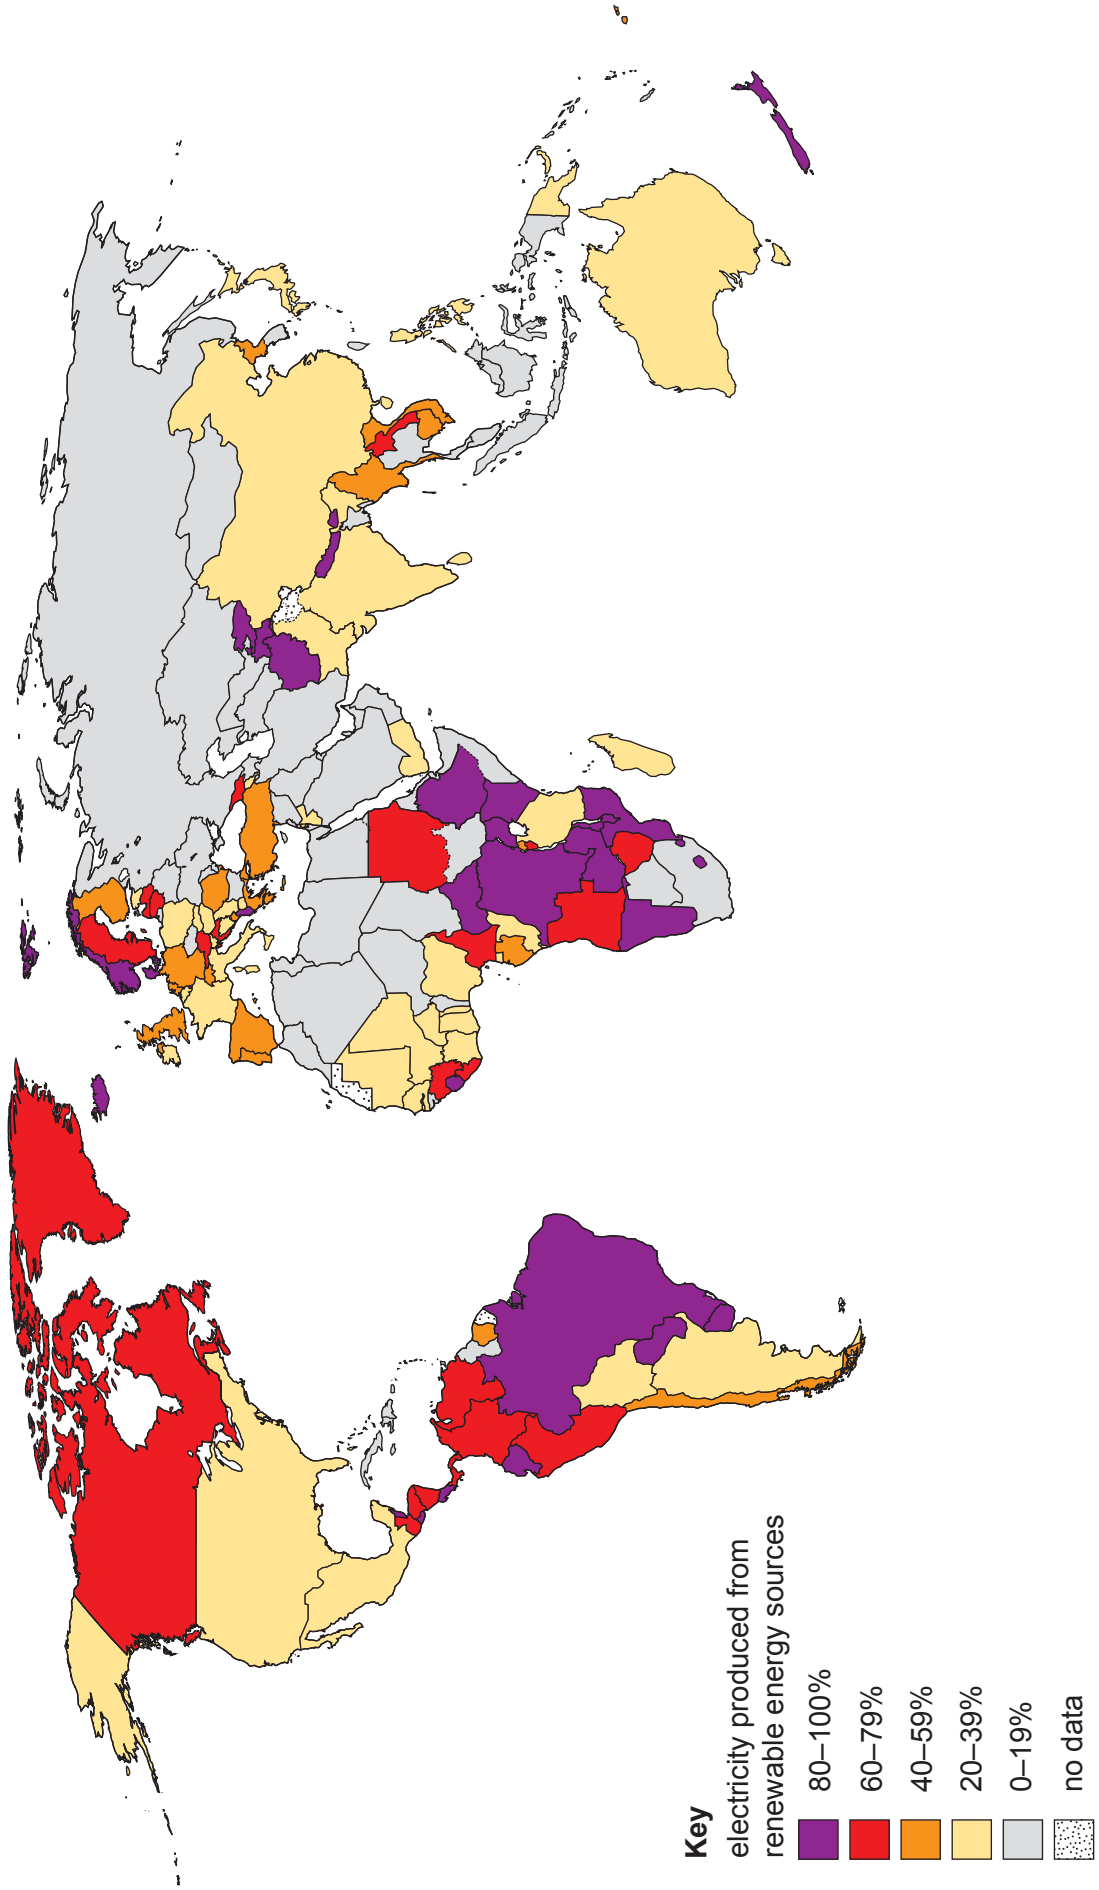 Key
electricity produced from
renewable energy sources
80–100%
60–79%
40–59%
20–39%
0–19%
no data